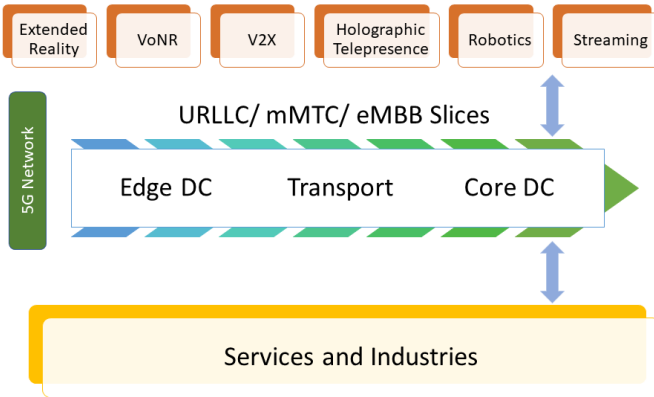 Extended
Reality
VoNR
V2X
Holographic
Telepresence
Robotics
Streaming
URLLC/ mMTC/ eMBB Slices
5G Network
Edge DC
Transport
Core DC
Services and Industries